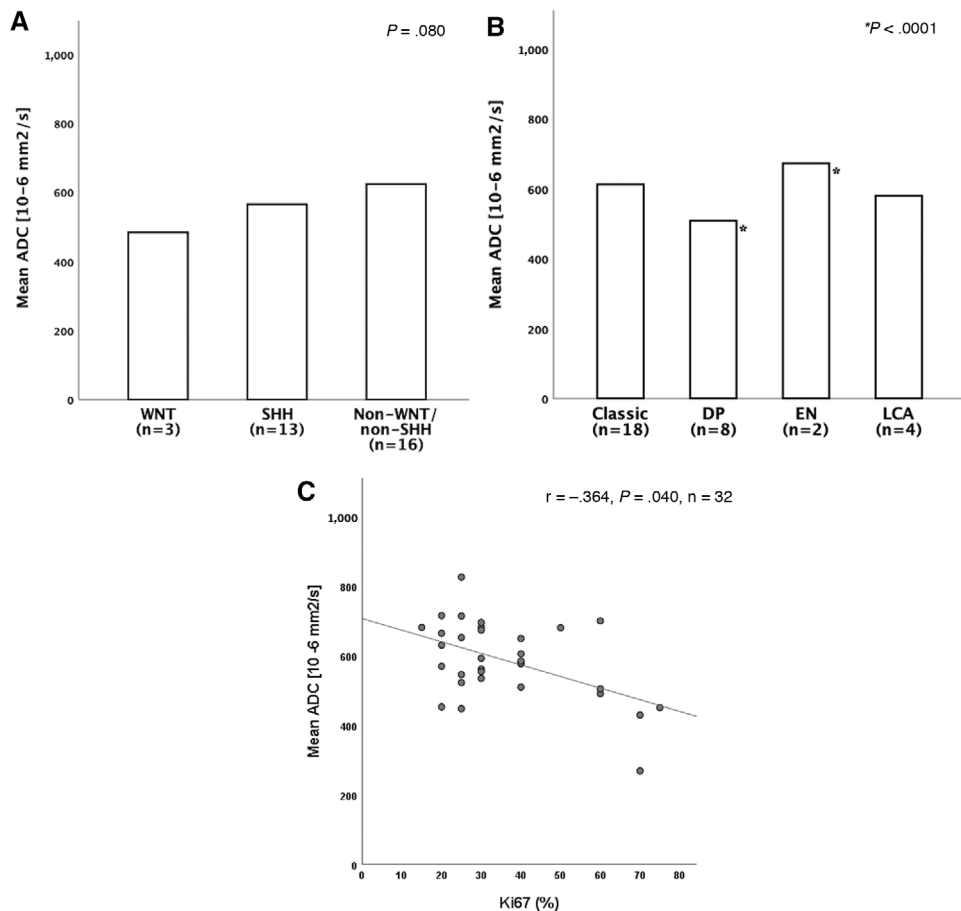 A
P = .080
1,000
800
600
400
200
0
Mean ADC [10-6 mm2/s]
WNT
(n=3)
SHH
(n=13)
Non-WNT/
non-SHH
(n=16)
B
*P < .0001
1,000
800
600
400
200
0
Mean ADC [10-6 mm2/s]
*
*
Classic
(n=18)
DP
(n=8)
EN
(n=2)
LCA
(n=4)
C
r = –.364, P = .040, n = 32
1,000
800
600
400
200
0
Mean ADC [10 -6 mm2/s]
0 10 20 30 40 50 60 70 80
Ki67 (%)